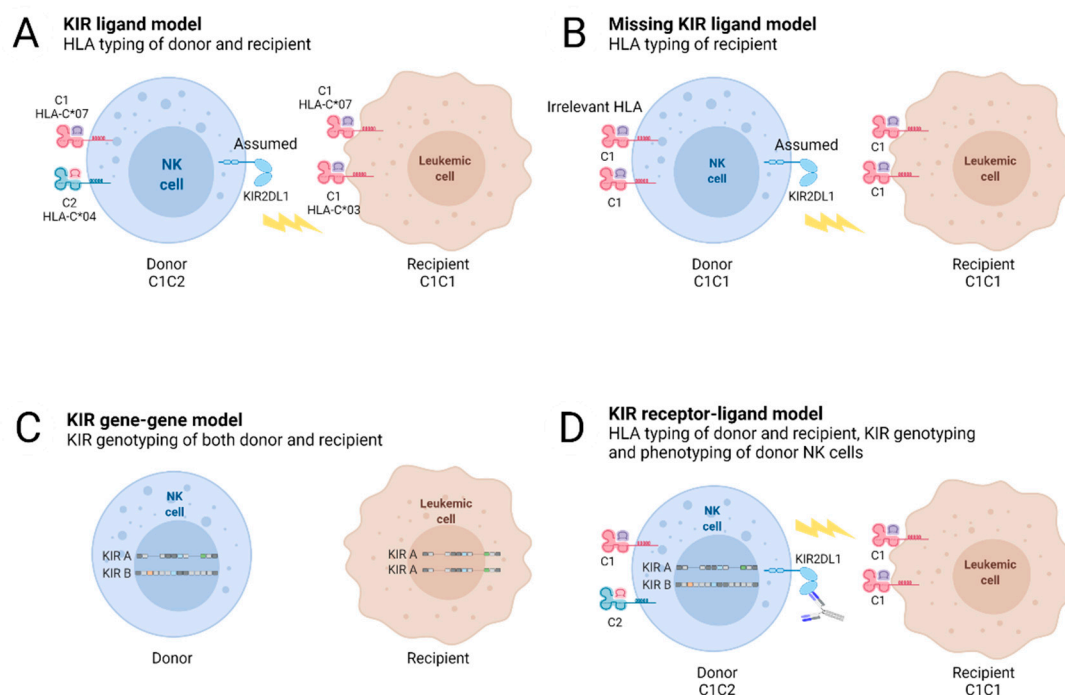 A
KIR ligand model
HLA typing of donor and recipient
C1
HLA-C*07
C2
HLA-C*04
NK
cell
Assumed
KIR2DL1
Donor
C1C2
C1
HLA-C*07
C1
HLA-C*03
Leukemic
cell
Recipient
C1C1
B
Missing KIR ligand model
HLA typing of recipient
Irrelevant HLA
C1
C1
NK
cell
Assumed
KIR2DL1
Donor
C1C1
C1
C1
Leukemic
cell
Recipient
C1C1
C
KIR gene-gene model
KIR genotyping of both donor and recipient
NK
cell
KIR A
KIR B
Donor
Leukemic
cell
KIR A
KIR A
Recipient
D
KIR receptor-ligand model
HLA typing of donor and recipient, KIR genotyping
and phenotyping of donor NK cells
C1
C2
NK
cell
KIR A
KIR B
KIR2DL1
Donor
C1C2
C1
C1
Leukemic
cell
Recipient
C1C1